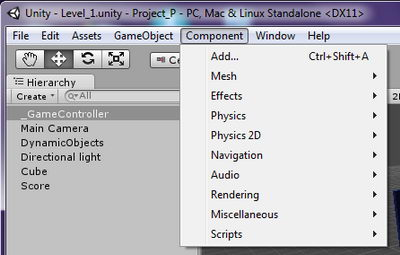 Unity - Level_1.unity - Project_P - PC, Mac & Linux Standalone <DX11>
File Edit Assets GameObject Component Window Help
Hierarchy
Create All
_GameController
Main Camera
DynamicObjects
Directional light
Cube
Score
Add... Ctrl+Shift+A
Mesh
Effects
Physics
Physics 2D
Navigation
Audio
Rendering
Miscellaneous
Scripts